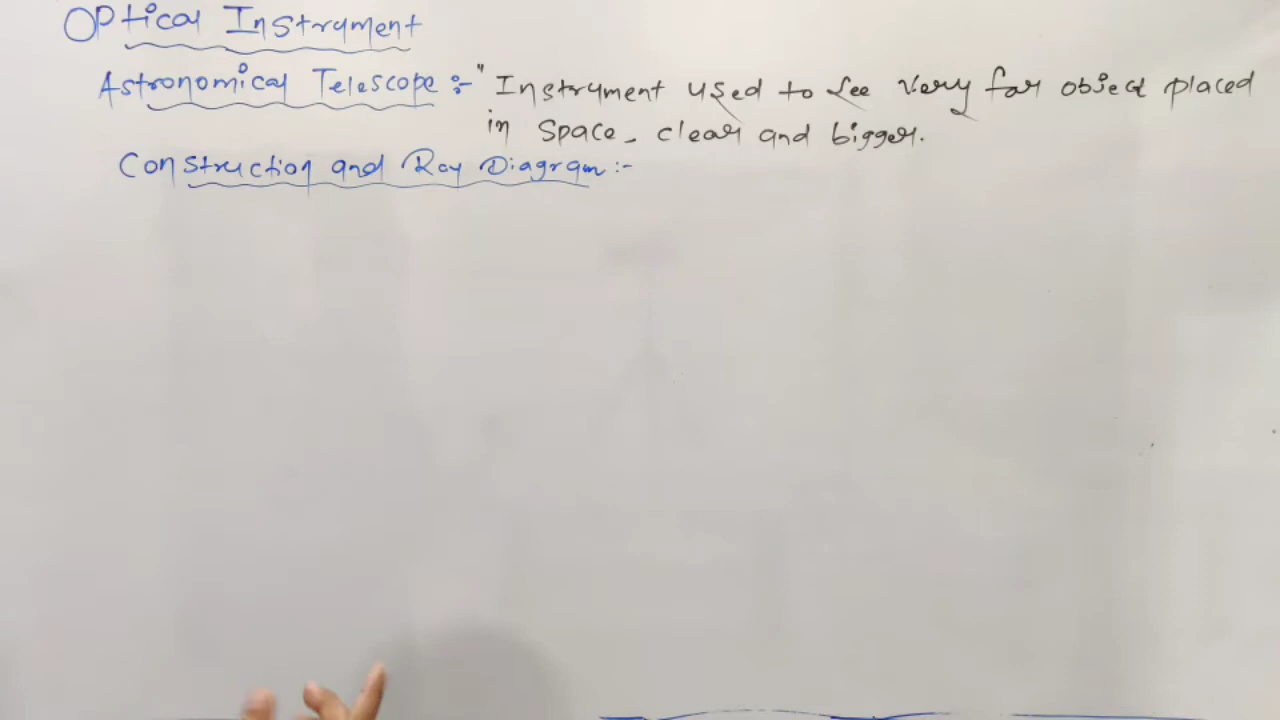 Optical Instrument
Astronomical Telescope :- " Instrument used to see very far object placed
in space - clear and bigger.
Construction and Ray Diagram :-